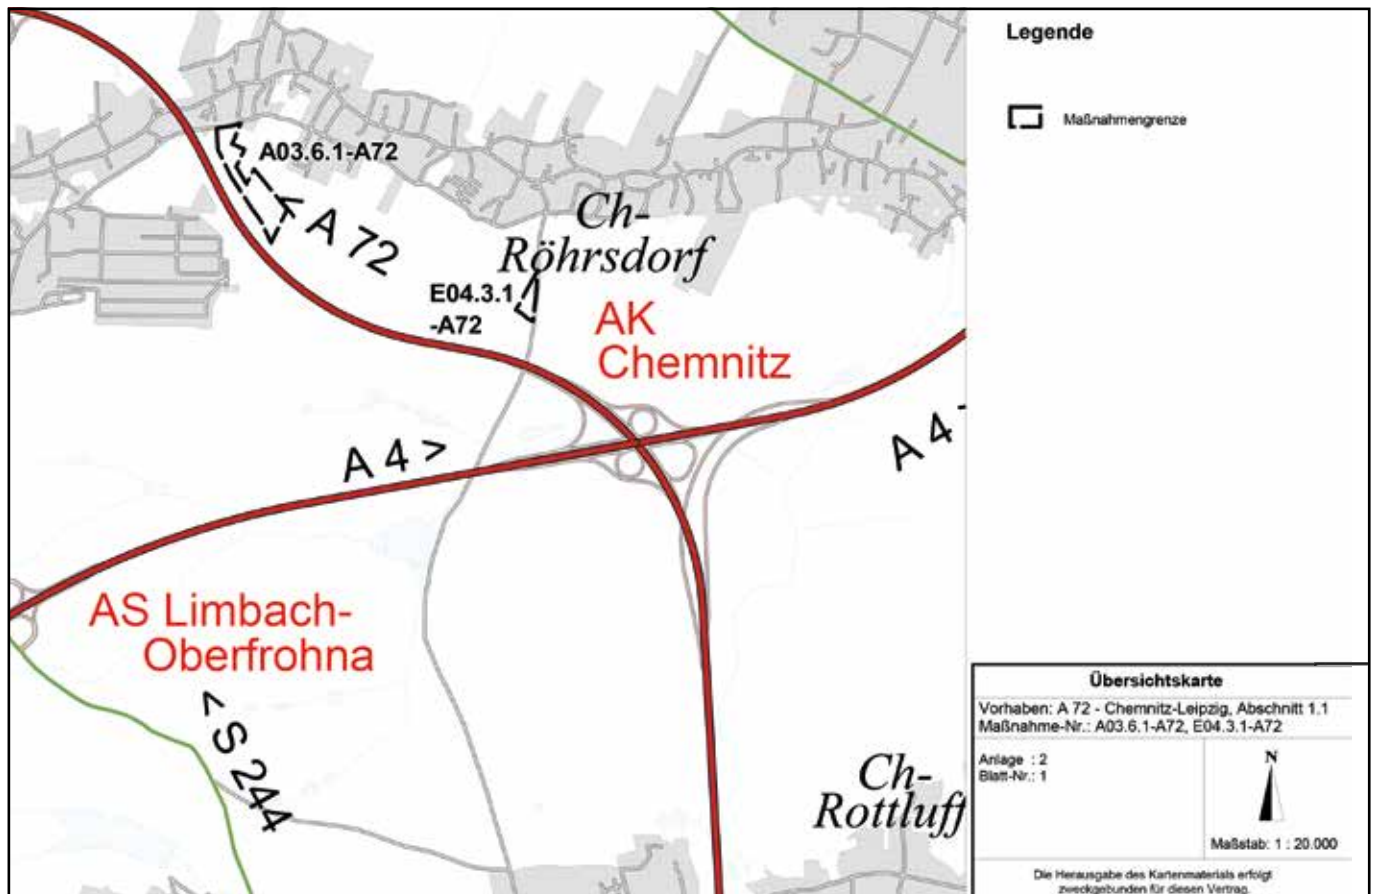 A03.6.1-A72
< A 72
Ch-
Röhrsdorf
E04.3.1
-A72
AK
Chemnitz
A 4 >
A 4
AS Limbach-
Oberfrohna
< S 244
Ch-
Rottluff
Legende
Maßnahmengrenze
Übersichtskarte
Vorhaben: A 72 - Chemnitz-Leipzig, Abschnitt 1.1
Maßnahme-Nr.: A03.6.1-A72, E04.3.1-A72
Anlage : 2
Blatt-Nr.: 1
N
Maßstab: 1 : 20.000
Die Herausgabe des Kartenmaterials erfolgt
zweckgebunden für diesen Vertrag.